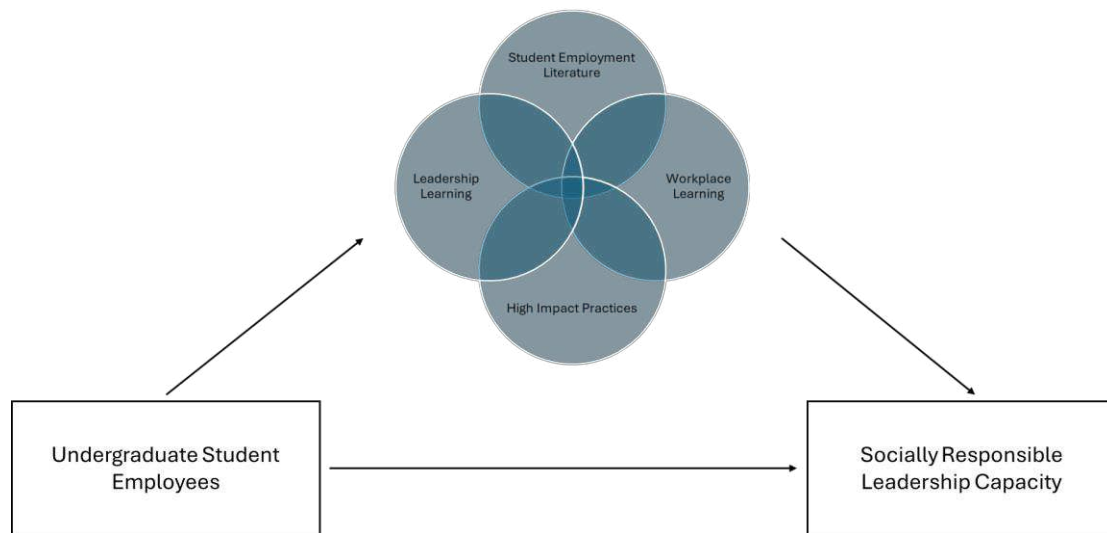 Student Employment
Literature
Leadership
Learning
Workplace
Learning
High Impact Practices
Undergraduate Student
Employees
Socially Responsible
Leadership Capacity